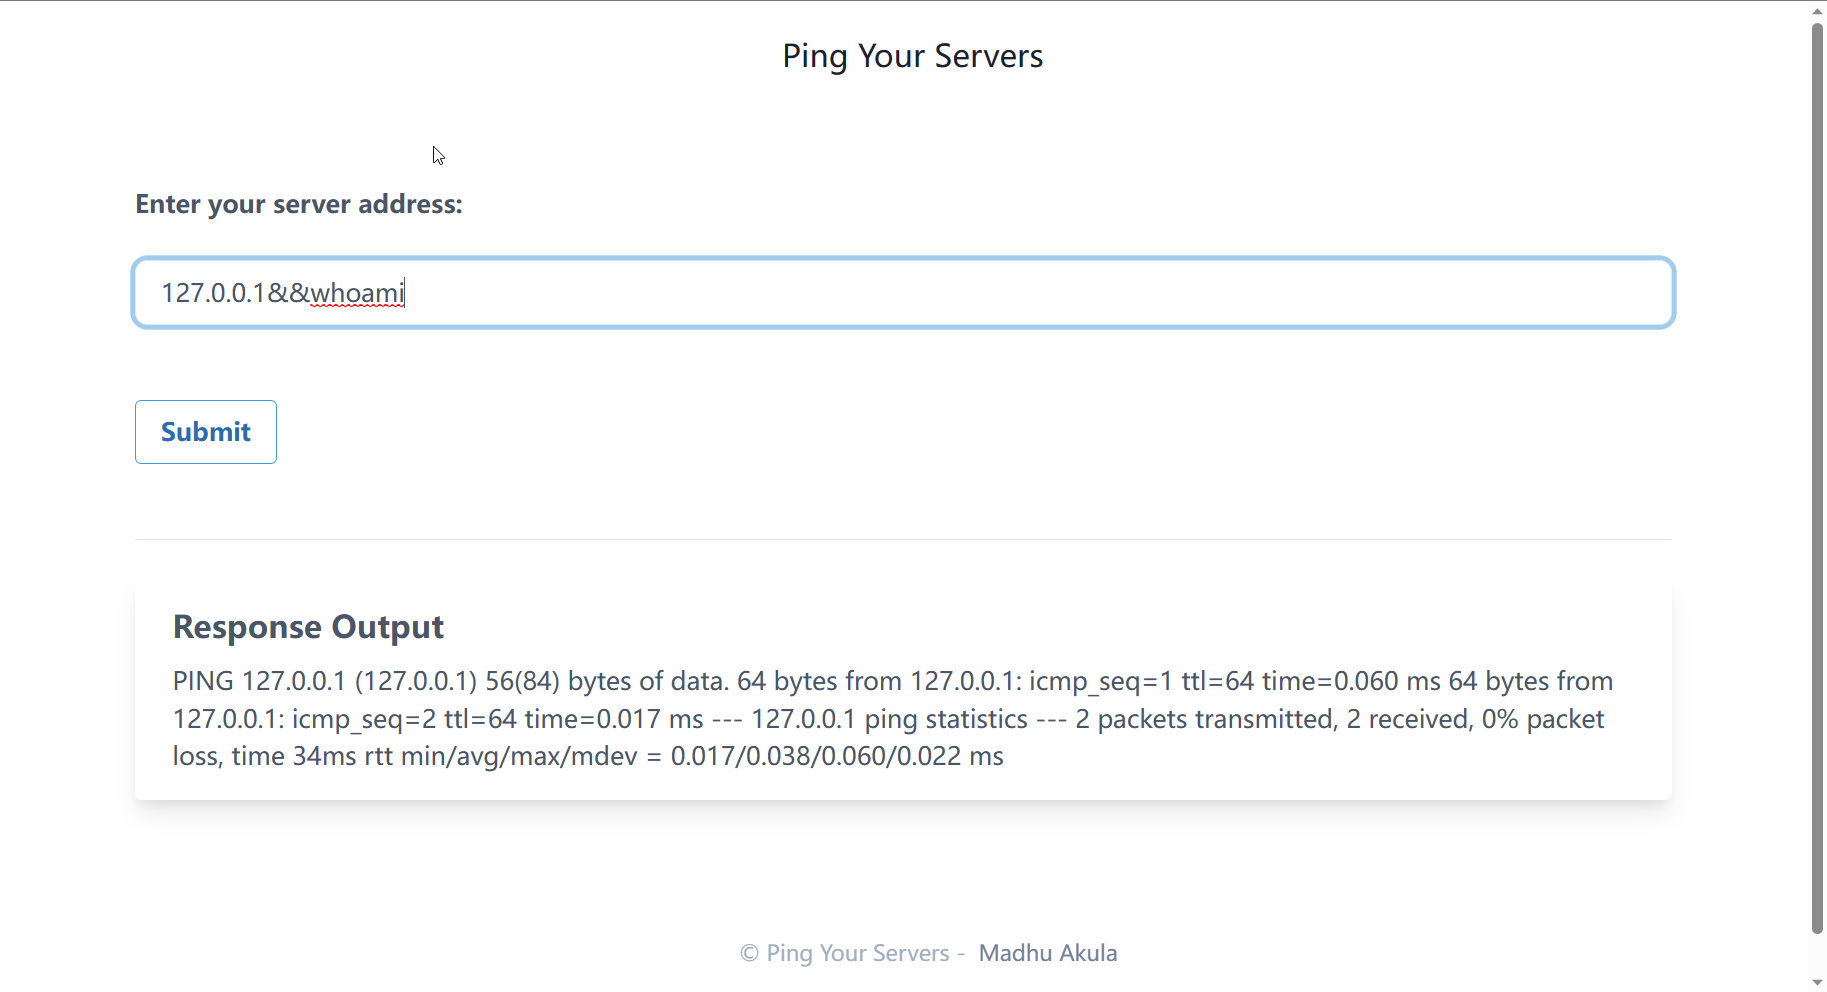 Ping Your Servers
Enter your server address:
127.0.0.1&&whoami
Submit
Response Output
PING 127.0.0.1 (127.0.0.1) 56(84) bytes of data. 64 bytes from 127.0.0.1: icmp_seq=1 ttl=64 time=0.060 ms 64 bytes from
127.0.0.1: icmp_seq=2 ttl=64 time=0.017 ms --- 127.0.0.1 ping statistics --- 2 packets transmitted, 2 received, 0% packet
loss, time 34ms rtt min/avg/max/mdev = 0.017/0.038/0.060/0.022 ms
© Ping Your Servers - Madhu Akula